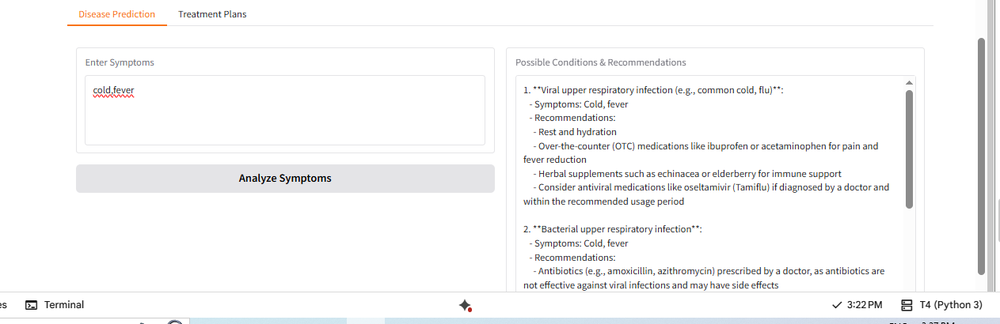 Disease Prediction
Treatment Plans
Enter Symptoms
cold,fever
Analyze Symptoms
Possible Conditions & Recommendations
1. **Viral upper respiratory infection (e.g., common cold, flu)**:
- Symptoms: Cold, fever
- Recommendations:
- Rest and hydration
- Over-the-counter (OTC) medications like ibuprofen or acetaminophen for pain and
fever reduction
- Herbal supplements such as echinacea or elderberry for immune support
- Consider antiviral medications like oseltamivir (Tamiflu) if diagnosed by a doctor and
within the recommended usage period
2. **Bacterial upper respiratory infection**:
- Symptoms: Cold, fever
- Recommendations:
- Antibiotics (e.g., amoxicillin, azithromycin) prescribed by a doctor, as antibiotics are
not effective against viral infections and may have side effects
es
Terminal
3:22 PM
T4 (Python 3)